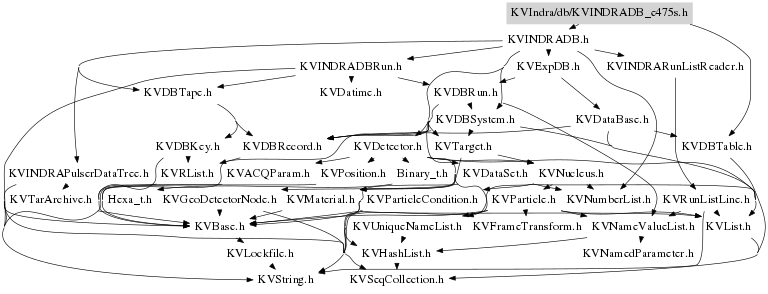 KVIndra/db/KVINDRADB_e475s.h
KVINDRADB.h
KVINDRADBRun.h
KVExpDB.h
KVINDRARunListReader.h
KVDBTape.h
KVDatime.h
KVDBRun.h
KVDBSystem.h
KVDataBase.h
KVDBKey.h
KVDBRecord.h
KVDetector.h
KVTarget.h
KVDBTable.h
KVINDRAPulserDataTree.h
KVRList.h
KVACQParam.h
KVPosition.h
Binary_t.h
KVDataSet.h
KVNucleus.h
KVTarArchive.h
Hexa_t.h
KVGeoDetectorNode.h
KVMaterial.h
KVParticleCondition.h
KVParticle.h
KVNumberList.h
KVRunListLine.h
KVBase.h
KVUniqueNameList.h
KVFrameTransform.h
KVNameValueList.h
KVList.h
KVLockfile.h
KVHashList.h
KVNamedParameter.h
KVString.h
KVSeqCollection.h